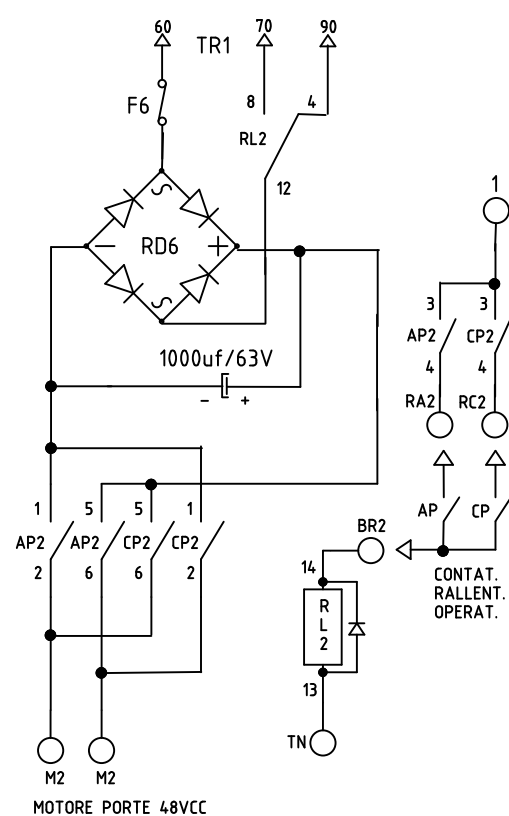 60
TR1
70
90
F6
8
4
RL2
12
1
RD6
3
3
AP2
CP2
4
4
1000uf/63V
- +
RA2
RC2
1
5
5
1
AP
CP
AP2
AP2
CP2
CP2
BR2
2
6
6
2
14
CONTAT.
RALLENT.
OPERAT.
R
L
2
13
TN
M2
M2
MOTORE PORTE 48VCC